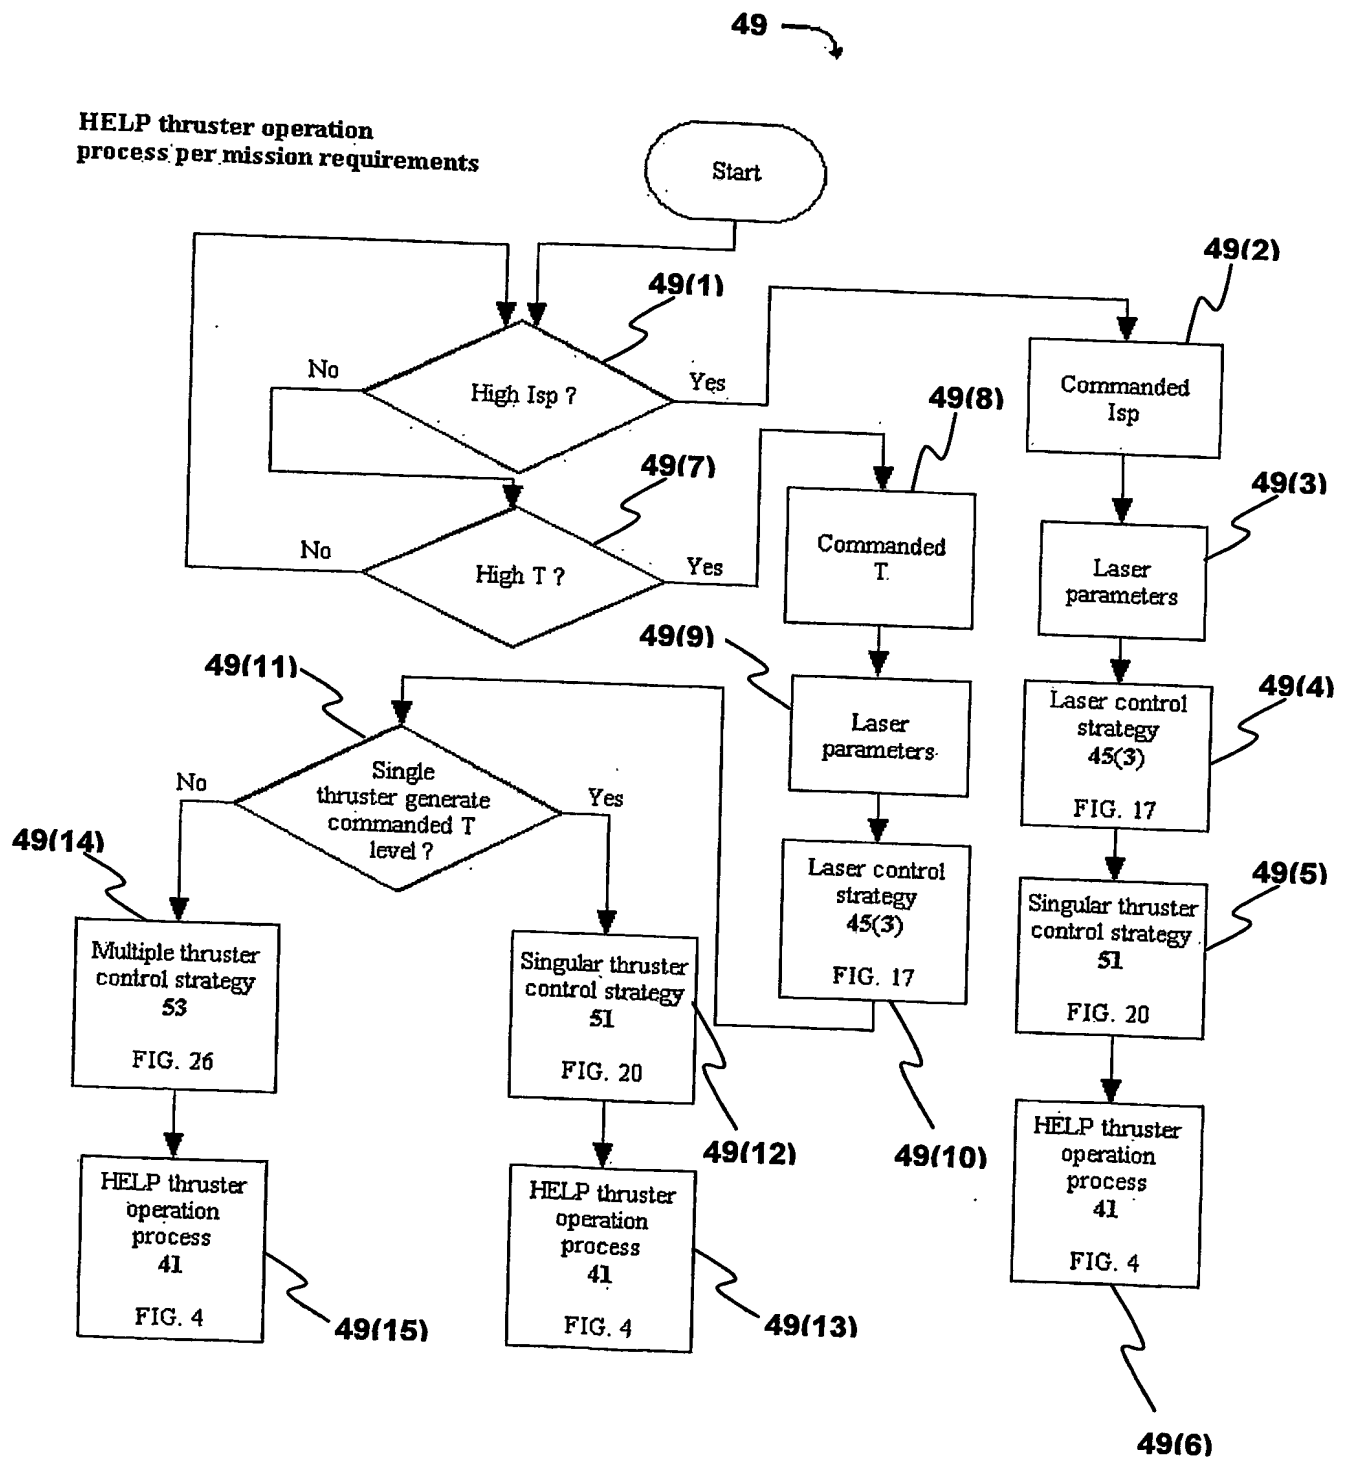 49
HELP thruster operation
process per mission requirements
Start
49(1)
49(2)
No
High Isp ?
Yes
Commanded
Isp
49(8)
49(7)
49(3)
No
High T ?
Yes
Commanded
T
Laser
parameters
49(9)
49(11)
49(4)
Laser
parameters
Laser control
strategy
45(3)
FIG. 17
No
Single
thruster generate
commanded T
level ?
Yes
49(14)
49(5)
Laser control
strategy
45(3)
FIG. 17
Singular thruster
control strategy
51
FIG. 20
Multiple thruster
control strategy
53
FIG. 26
Singular thruster
control strategy
51
FIG. 20
49(12)
49(10)
HELP thruster
operation
process
41
FIG. 4
HELP thruster
operation
process
41
FIG. 4
HELP thruster
operation
process
41
FIG. 4
49(15)
49(13)
49(6)